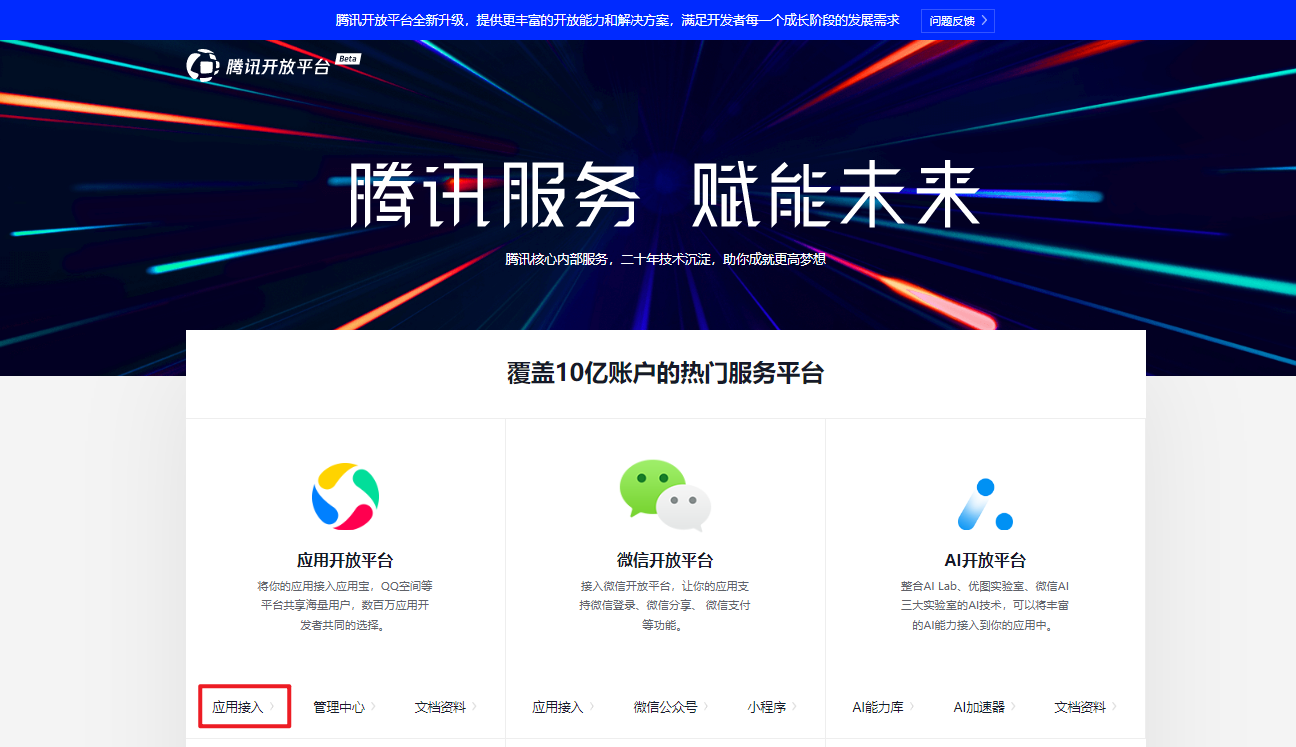 腾讯开放平台全新升级，提供更丰富的开放能力和解决方案，满足开发者每一个成长阶段的发展需求 问题反馈
腾讯开放平台 Beta
腾讯服务 赋能未来
腾讯核心内部服务，二十年技术沉淀，助你成就更高梦想
覆盖10亿账户的热门服务平台
应用开放平台
将你的应用接入应用宝，QQ空间等
平台共享海量用户，数百万应用开
发者共同的选择。
应用接入 管理中心 文档资料
微信开放平台
接入微信开放平台，让你的应用支
持微信登录、微信分享、 微信支付
等功能。
应用接入 微信公众号 小程序
AI开放平台
整合AI Lab、优图实验室、微信AI
三大实验室的AI技术，可以将丰富
的AI能力接入到你的应用中。
AI能力库 AI加速器 文档资料